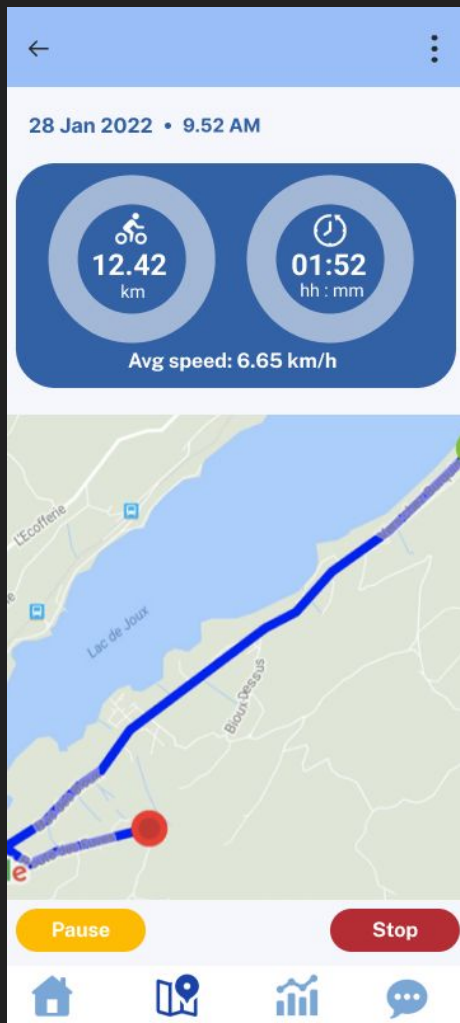 28 Jan 2022 • 9.52 AM
12.42
km
01:52
hh : mm
Avg speed: 6.65 km/h
L'Ecofferie
Lac de Joux
Bioux Dessus
le
Pause
Stop